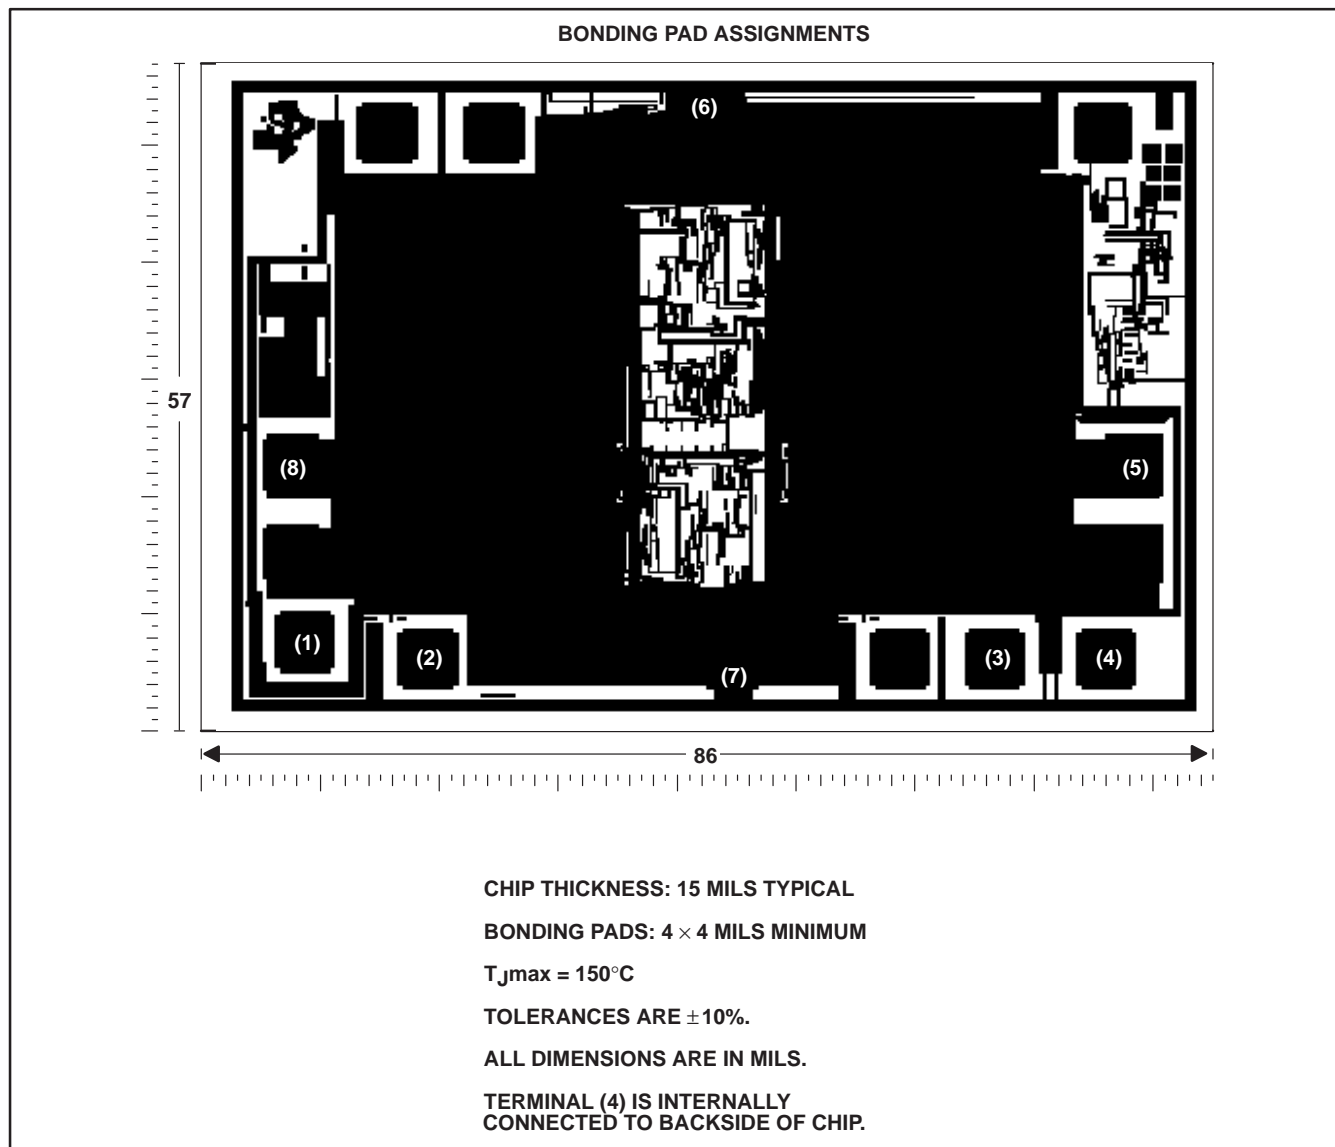 BONDING PAD ASSIGNMENTS
(6)
57
(8)
(5)
(1)
(2)
(3)
(4)
(7)
86
CHIP THICKNESS: 15 MILS TYPICAL
BONDING PADS: 4 × 4 MILS MINIMUM
TJmax = 150°C
TOLERANCES ARE ±10%.
ALL DIMENSIONS ARE IN MILS.
TERMINAL (4) IS INTERNALLY
CONNECTED TO BACKSIDE OF CHIP.